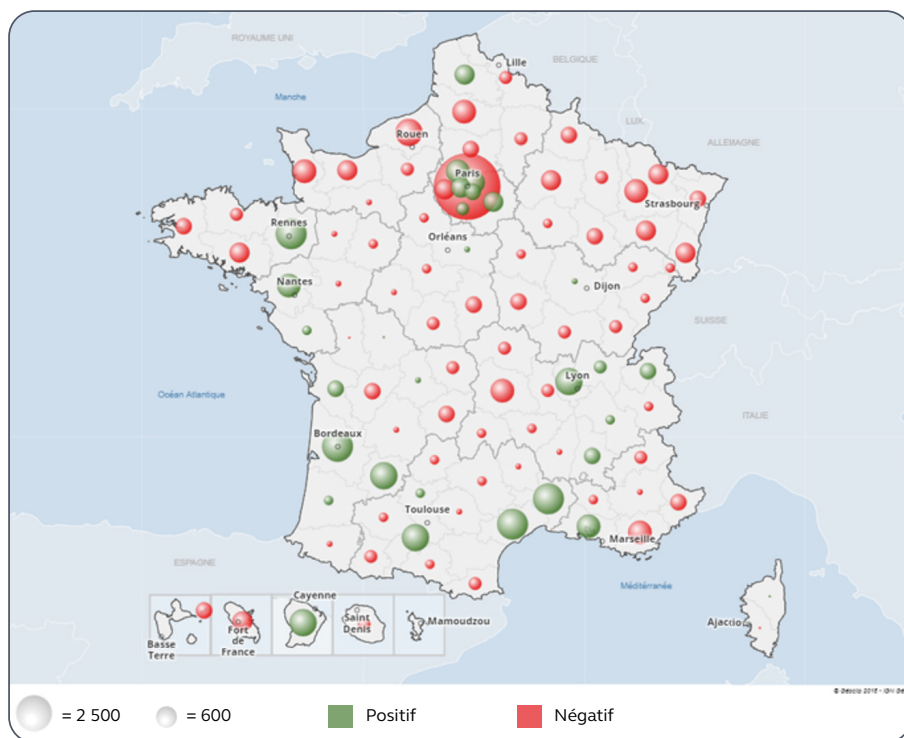 ROYAUME UNI
BELGIQUE
Lille
Manche
LUX.
Rouen
ALLEMAGNE
Paris
Strasbourg
Rennes
Orléans
Nantes
Dijon
SUISSE
Lyon
Océan Atlantique
ITALIE
Bordeaux
Toulouse
Marseille
ESPAGNE
Méditérranée
Cayenne
Saint
Denis
Fort
de
France
Basse
Terre
Mamoudzou
Ajaccio
= 2 500
= 600
Positif
Négatif